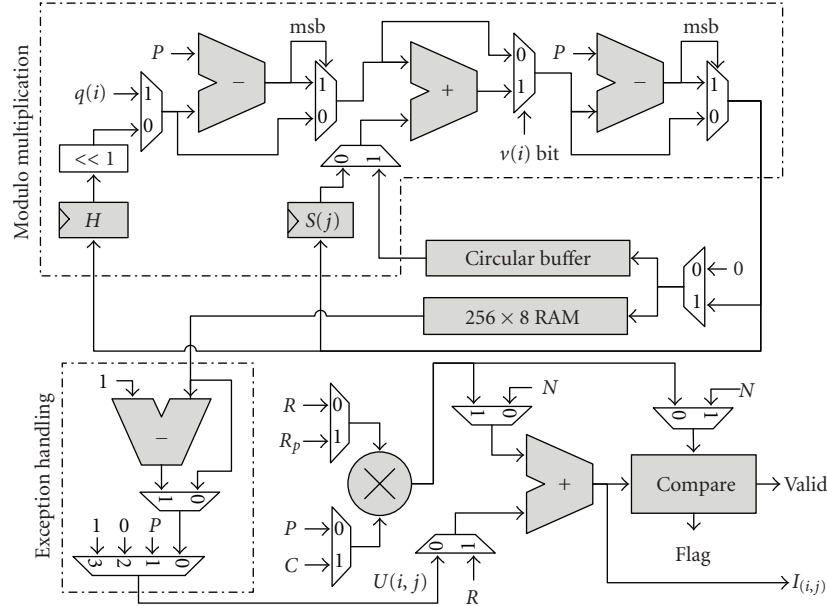 Modulo multiplication
P
−
msb
1
0
q(i)
1
0
<< 1
H
+
0
1
v(i) bit
0
1
S(j)
P
−
msb
1
0
Circular buffer
256 × 8 RAM
0
1
0
Exception handling
1
−
1
0
1
0
P
3
2
1
0
R
R_p
0
1
P
C
0
1
U(i, j)
1
0
N
+
0
1
R
0
1
N
Compare
Valid
Flag
I(i,j)